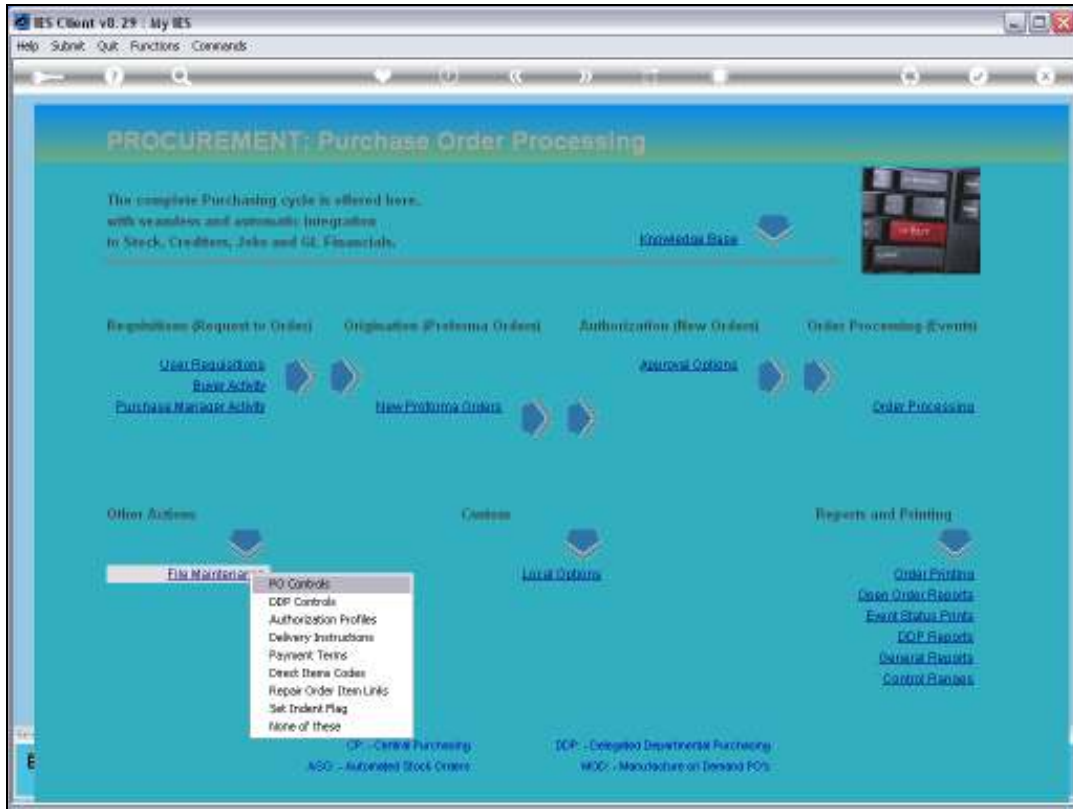 IES Client v8.29 : My IES
Help Submit Quit Functions Commands
PROCUREMENT: Purchase Order Processing
The complete Purchasing cycle is offered here,
with seamless and automatic integration
to Stock, Creditors, Jobs and GL Financials.
Knowledge Base
Requisitions (Request to Order) Origination (Proforma Orders) Authorization (New Orders) Order Processing (Events)
User Requisitions Approval Options
Buyer Activity
Purchase Manager Activity New Proforma Orders Order Processing
Other Actions Custom Reports and Printing
File Maintenance Local Options Order Printing
PO Controls
DDP Controls
Authorization Profiles
Delivery Instructions
Payment Terms
Direct Items Codes
Repair Order Item Links
Set Indent Flag
None of these
Open Order Reports
Event Status Prints
DDP Reports
General Reports
Control Ranges
CP: - Central Purchasing DDP: - Delegated Departmental Purchasing
ASO: - Automated Stock Orders MOD: - Manufacture on Demand PO's